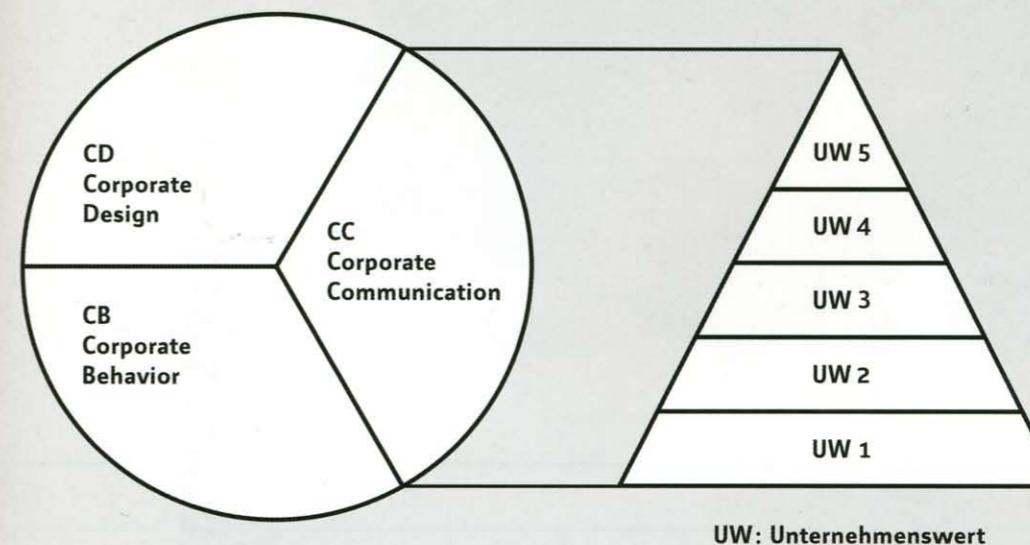 CD
Corporate
Design
CC
Corporate
Communication
CB
Corporate
Behavior
UW 5
UW 4
UW 3
UW 2
UW 1
UW: Unternehmenswert